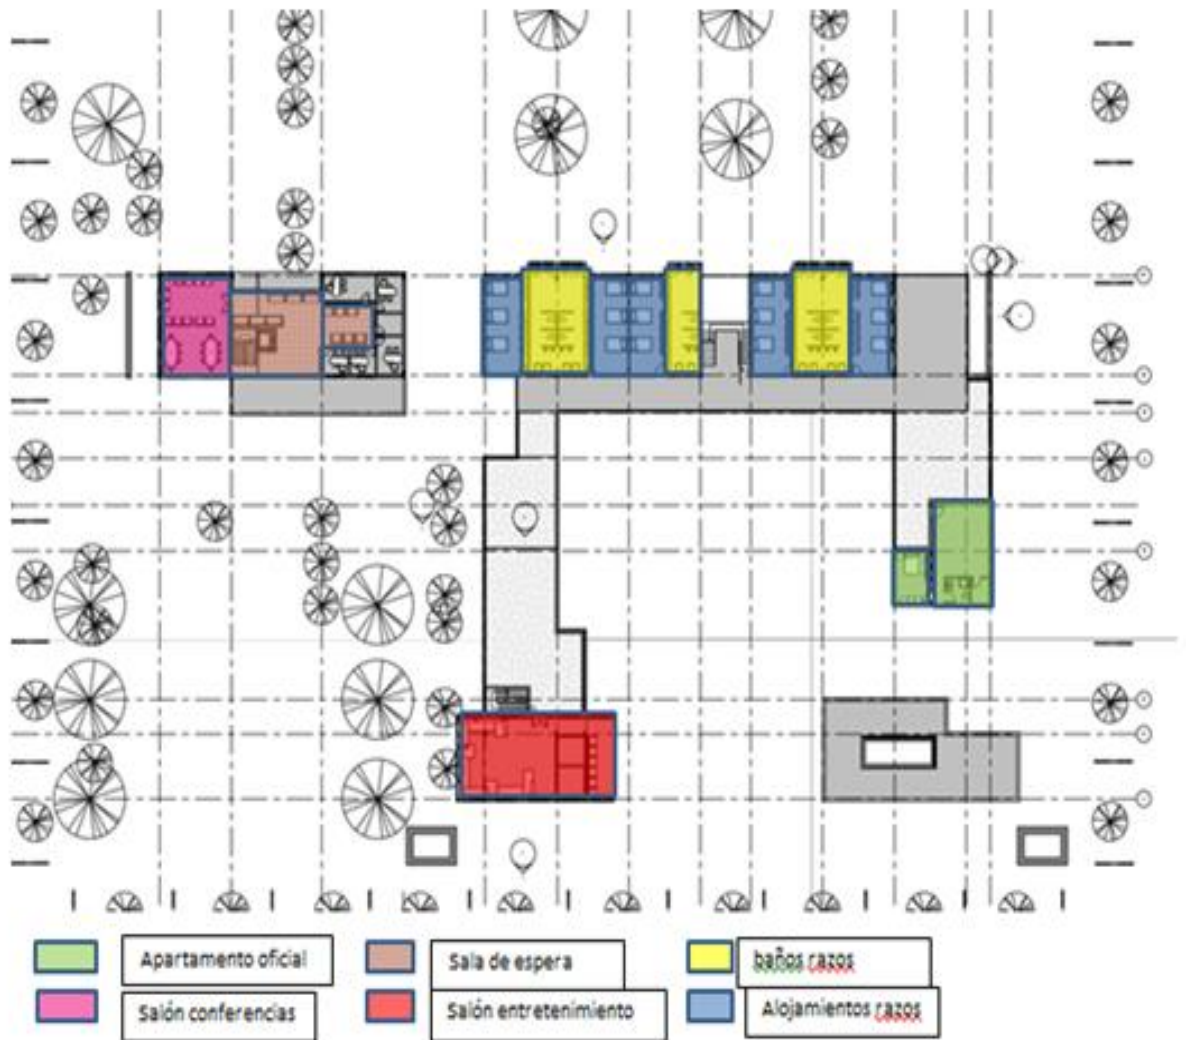 Apartamento oficial
Sala de espera
baños razos
Salón conferencias
Salón entretenimiento
Alojamientos razos